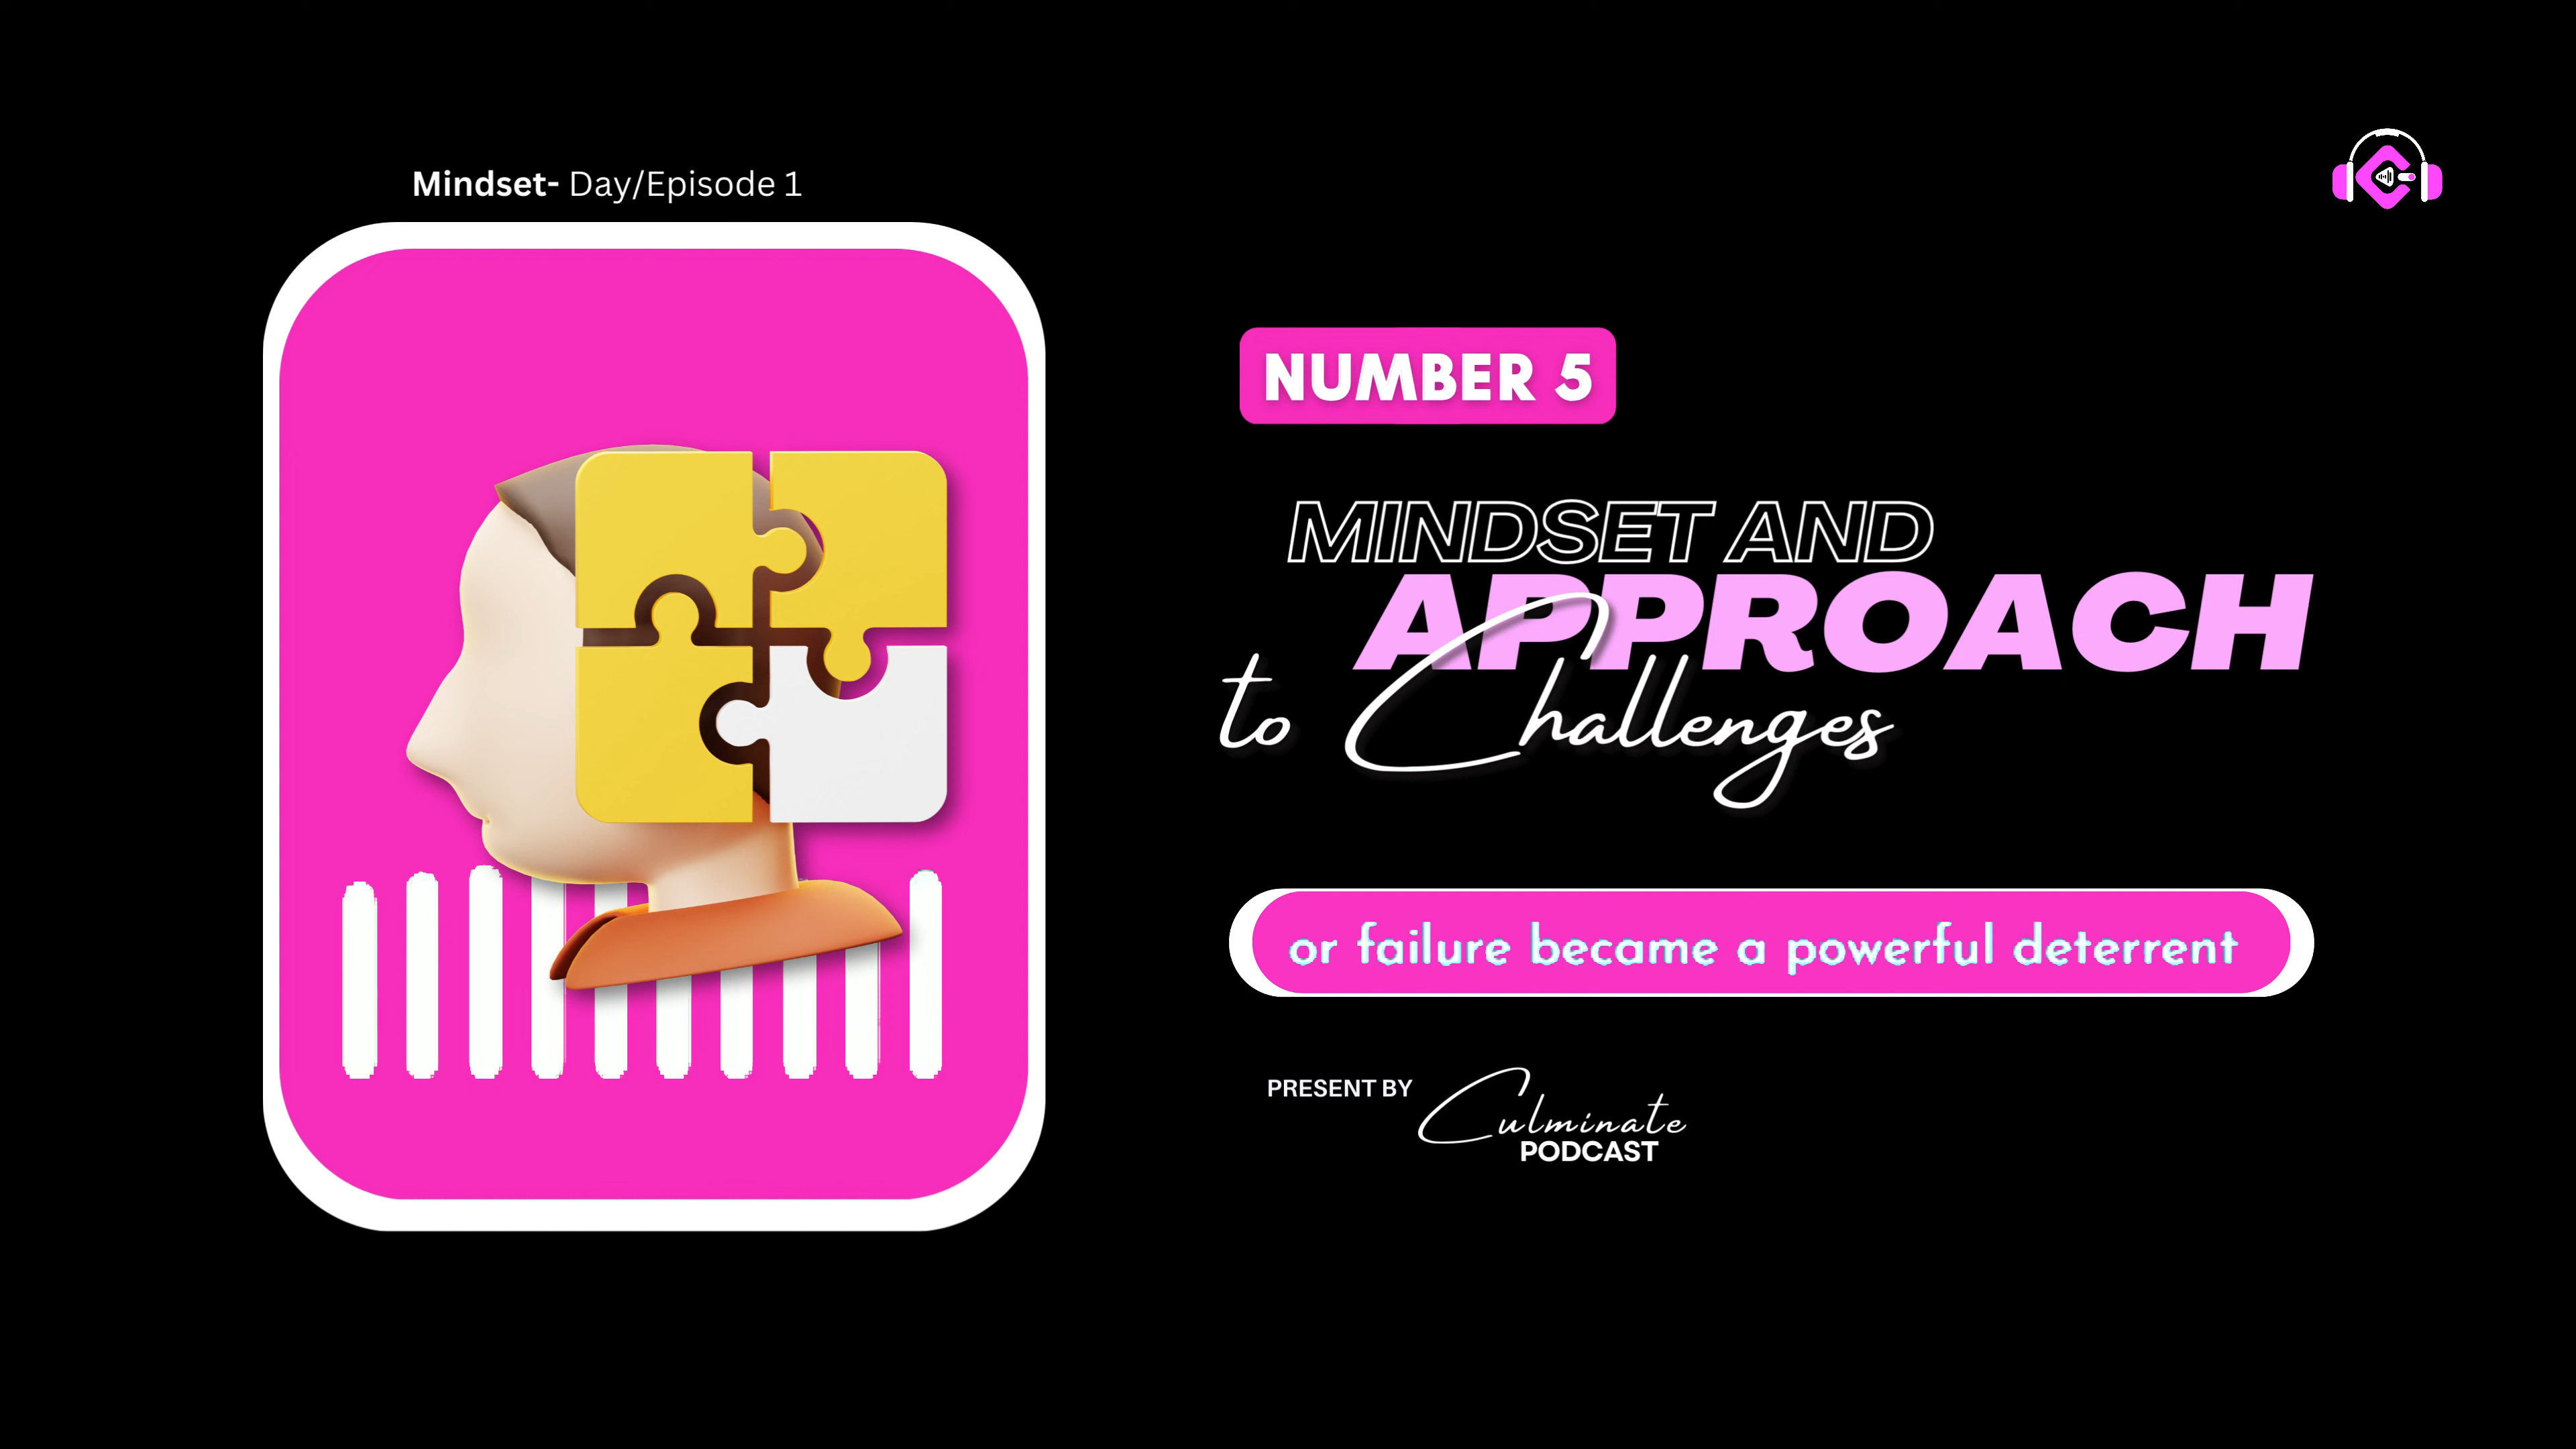 Mindset- Day/Episode 1
NUMBER 5
MINDSET AND
APPROACH
to Challenges
or failure became a powerful deterrent
PRESENT BY
Culminate
PODCAST